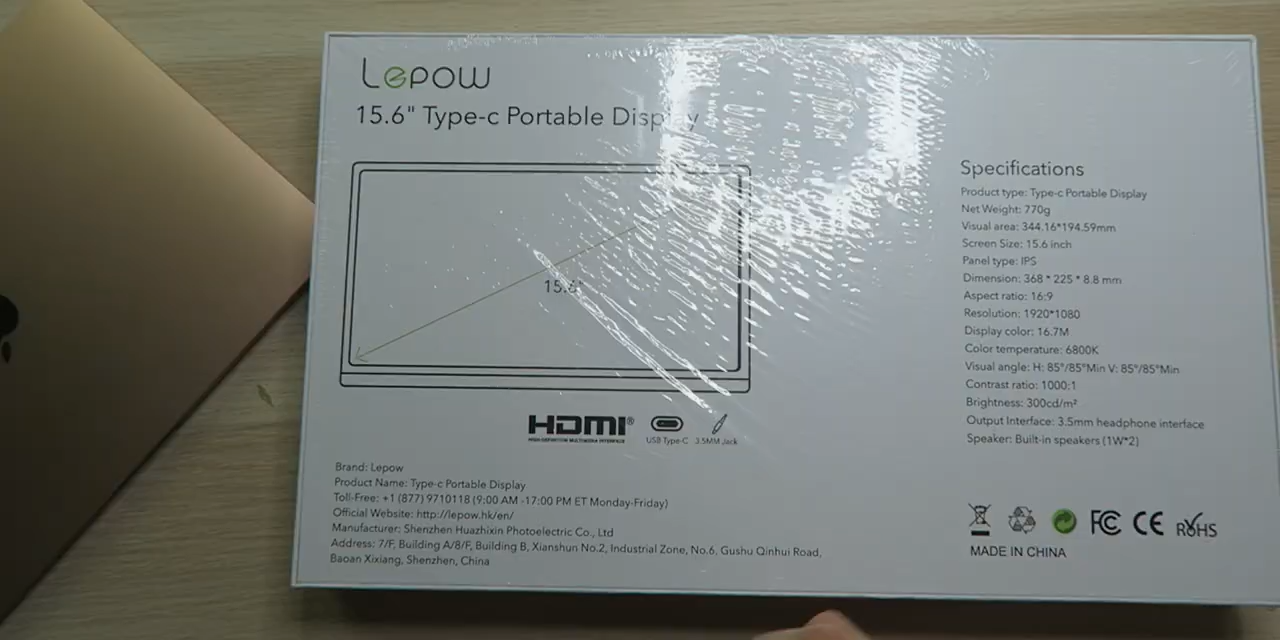 Lepow
15.6" Type-c Portable Display
15.6"
HDMI®
HIGH-DEFINITION MULTIMEDIA INTERFACE
USB Type-C
3.5MM Jack
Brand: Lepow
Product Name: Type-c Portable Display
Toll-Free: +1 (877) 9710118 (9:00 AM -17:00 PM ET Monday-Friday)
Official Website: http://lepow.hk/en/
Manufacturer: Shenzhen Huazhixin Photoelectric Co., Ltd
Address: 7/F, Building A/8/F, Building B, Xianshun No.2, Industrial Zone, No.6, Gushu Qinhui Road,
Baoan Xixiang, Shenzhen, China
Specifications
Product type: Type-c Portable Display
Net Weight: 770g
Visual area: 344.16*194.59mm
Screen Size: 15.6 inch
Panel type: IPS
Dimension: 368 * 225 * 8.8 mm
Aspect ratio: 16:9
Resolution: 1920*1080
Display color: 16.7M
Color temperature: 6800K
Visual angle: H: 85°/85°Min V: 85°/85°Min
Contrast ratio: 1000:1
Brightness: 300cd/m²
Output Interface: 3.5mm headphone interface
Speaker: Built-in speakers (1W*2)
FC CE RoHS
MADE IN CHINA